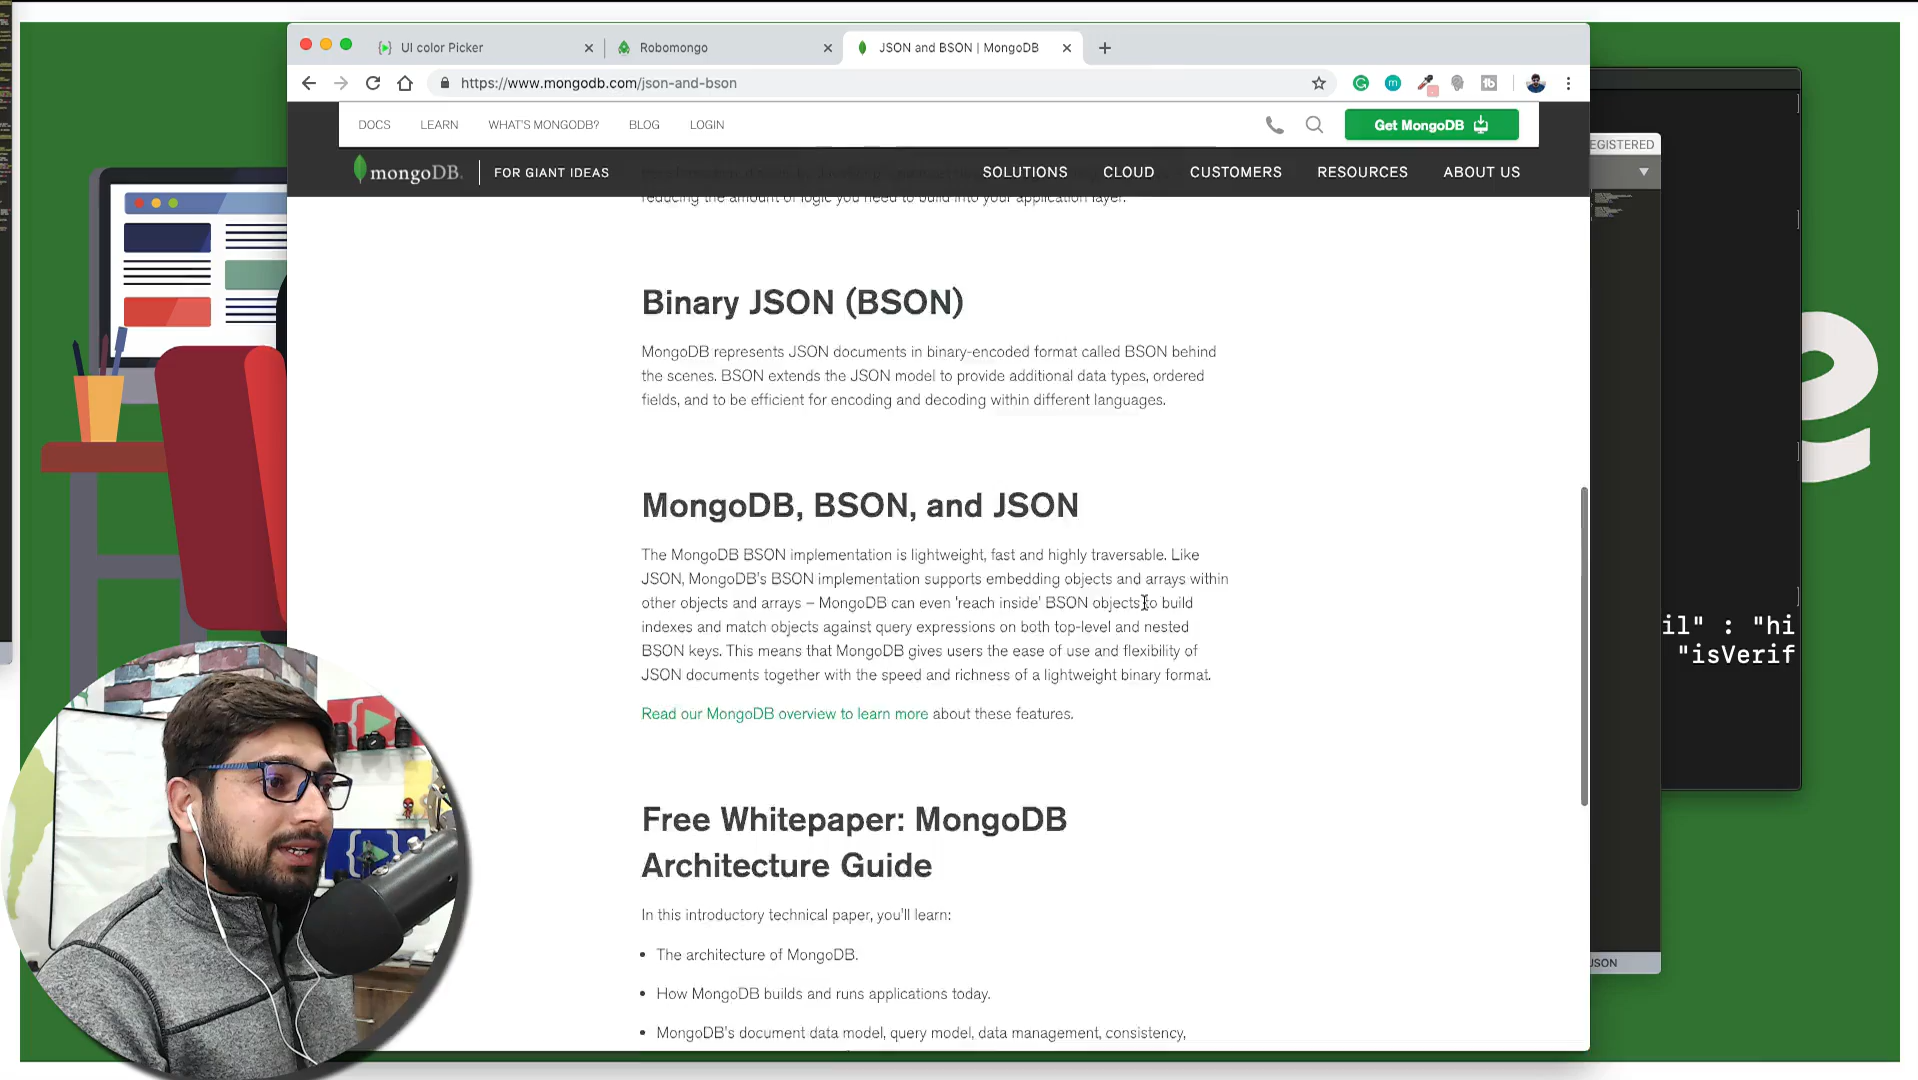 UI color Picker
Robomongo
JSON and BSON | MongoDB
https://www.mongodb.com/json-and-bson
DOCS LEARN WHAT'S MONGODB? BLOG LOGIN
Get MongoDB
EGISTERED
mongoDB. FOR GIANT IDEAS SOLUTIONS CLOUD CUSTOMERS RESOURCES ABOUT US
reducing the amount of logic you need to build into your application layer.
Binary JSON (BSON)
MongoDB represents JSON documents in binary-encoded format called BSON behind
the scenes. BSON extends the JSON model to provide additional data types, ordered
fields, and to be efficient for encoding and decoding within different languages.
MongoDB, BSON, and JSON
The MongoDB BSON implementation is lightweight, fast and highly traversable. Like
JSON, MongoDB's BSON implementation supports embedding objects and arrays within
other objects and arrays – MongoDB can even 'reach inside' BSON objects to build
indexes and match objects against query expressions on both top-level and nested
BSON keys. This means that MongoDB gives users the ease of use and flexibility of
JSON documents together with the speed and richness of a lightweight binary format.
Read our MongoDB overview to learn more about these features.
il" : "hi
"isVerif
Free Whitepaper: MongoDB
Architecture Guide
In this introductory technical paper, you'll learn:
• The architecture of MongoDB.
• How MongoDB builds and runs applications today.
• MongoDB's document data model, query model, data management, consistency,
JSON